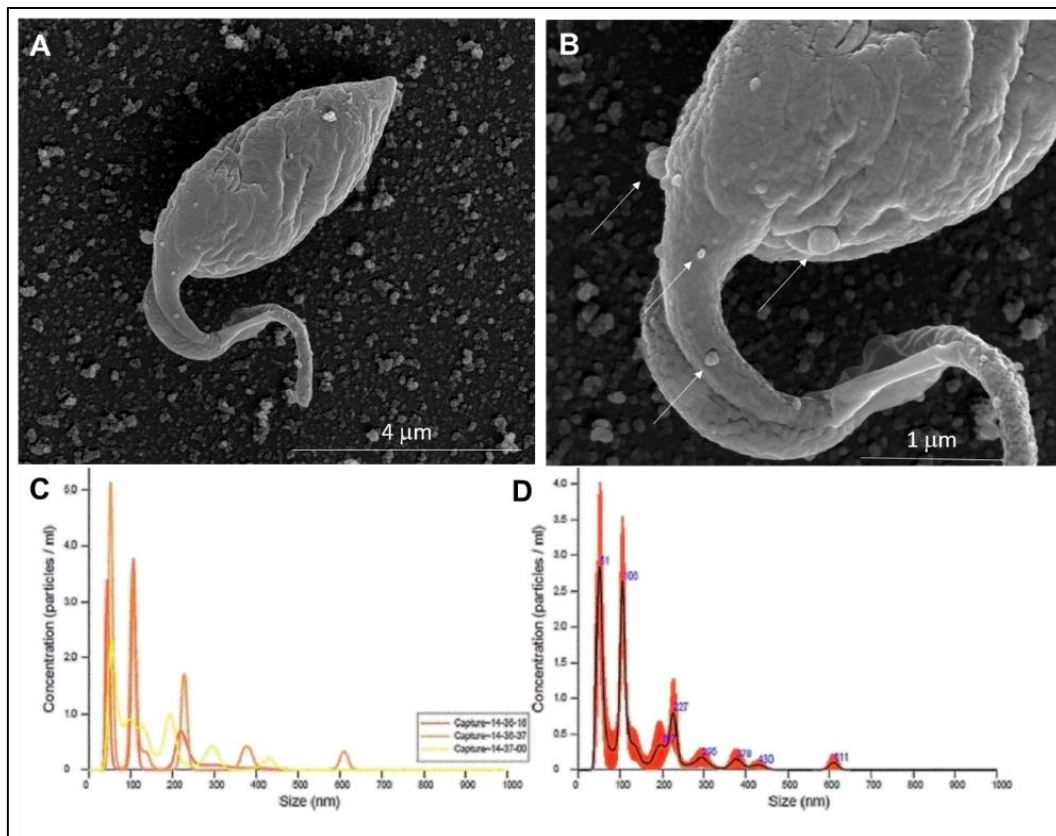 A
B
4 μm
1 μm
C
D
Concentration (particles / ml)
5.0
4.0
3.0
2.0
1.0
0
0 100 200 300 400 500 600 700 800 900 1000
Size (nm)
Capture-14-36-16
Capture-14-36-37
Capture-14-37-00
Concentration (particles / ml)
4.0
3.5
3.0
2.5
2.0
1.5
1.0
0.5
0
51
106
227
295
378
430
611
0 100 200 300 400 500 600 700 800 900 1000
Size (nm)